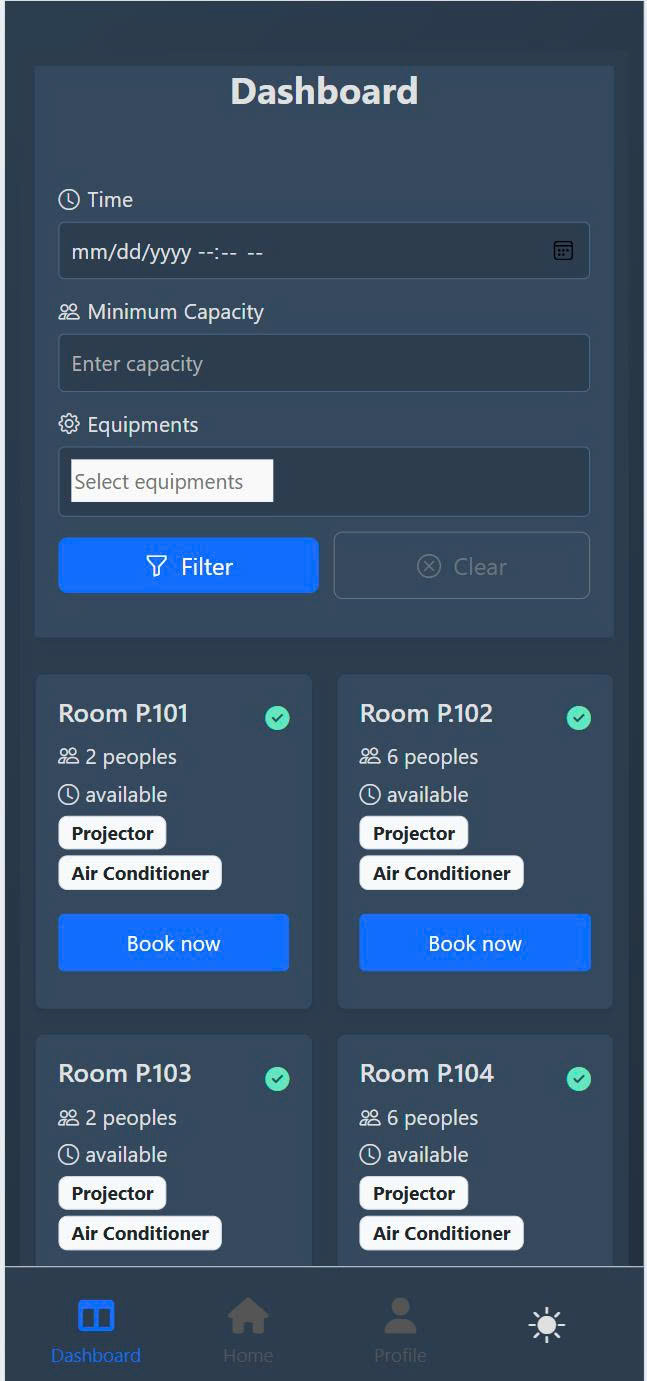 Dashboard
Time
mm/dd/yyyy --:-- --
Minimum Capacity
Enter capacity
Equipments
Select equipments
Filter
Clear
Room P.101
2 peoples
available
Projector
Air Conditioner
Book now
Room P.102
6 peoples
available
Projector
Air Conditioner
Book now
Room P.103
2 peoples
available
Projector
Air Conditioner
Room P.104
6 peoples
available
Projector
Air Conditioner
Dashboard
Home
Profile